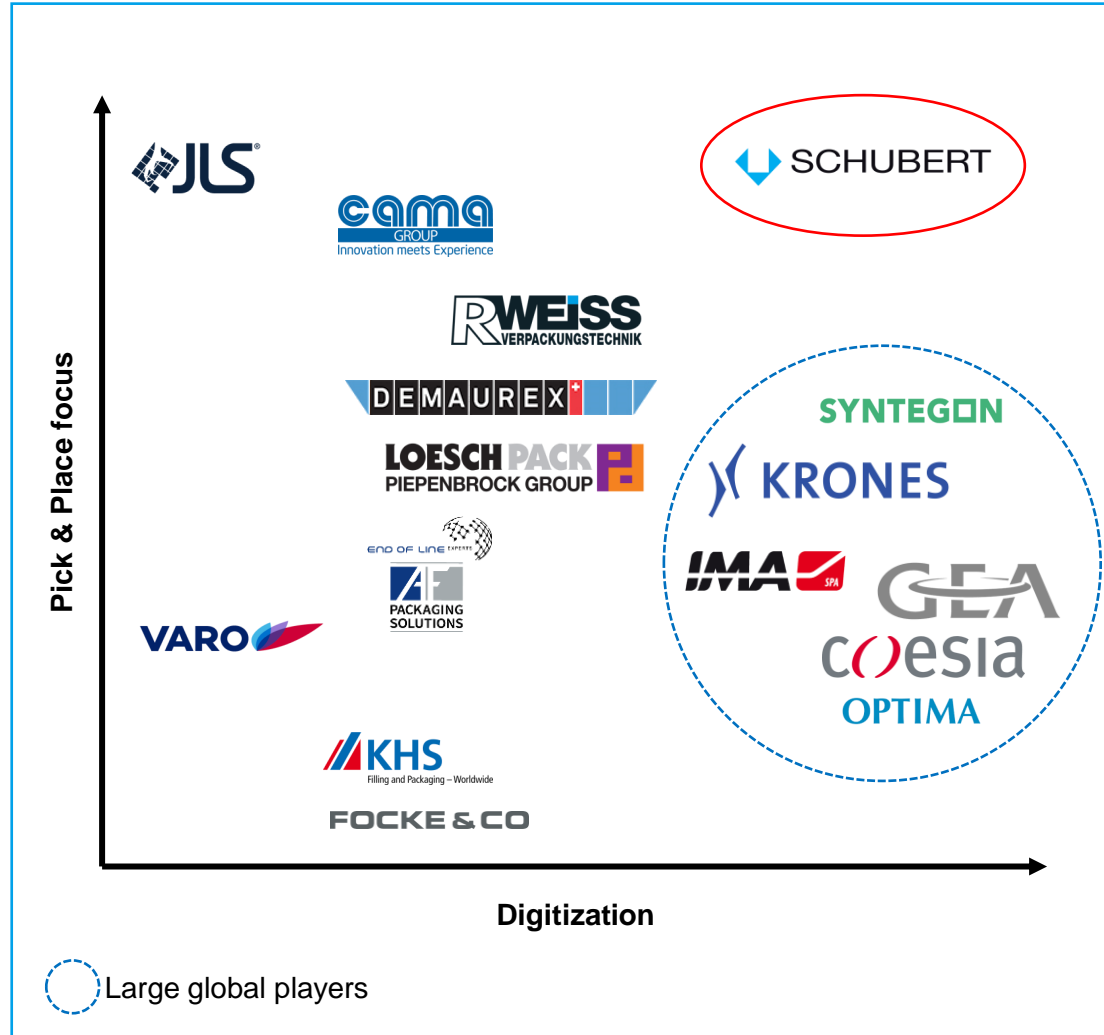 JLS®
SCHUBERT
cama
GROUP
Innovation meets Experience
RWEiSS
VERPACKUNGSTECHNIK
DEMAUREX
SYNTEGON
LOESCH PACK
PIEPENBROCK GROUP
KRONES
END OF LINE EXPERTS
IMA
SPA
GEA
AF
PACKAGING
SOLUTIONS
VARO
coesia
OPTIMA
KHS
Filling and Packaging – Worldwide
FOCKE & CO
Pick & Place focus
Digitization
Large global players